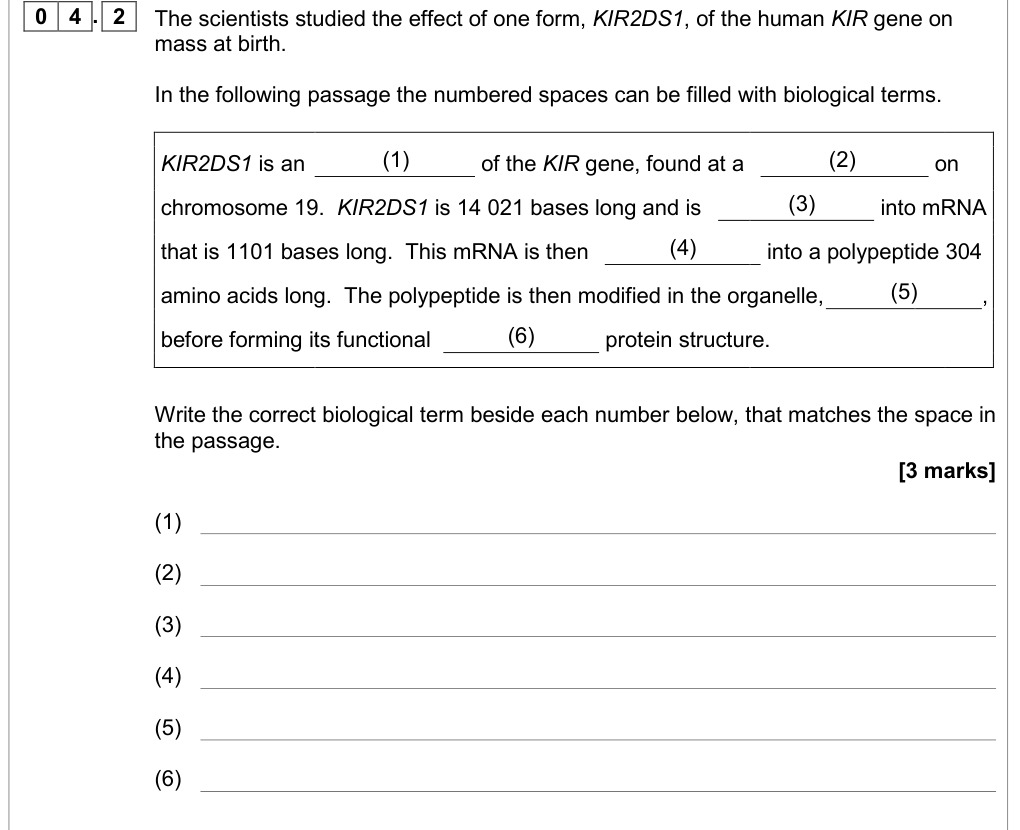 0 4 . 2 The scientists studied the effect of one form, KIR2DS1, of the human KIR gene on
mass at birth.
In the following passage the numbered spaces can be filled with biological terms.
KIR2DS1 is an (1) of the KIR gene, found at a (2) on
chromosome 19. KIR2DS1 is 14 021 bases long and is (3) into mRNA
that is 1101 bases long. This mRNA is then (4) into a polypeptide 304
amino acids long. The polypeptide is then modified in the organelle, (5) ,
before forming its functional (6) protein structure.
Write the correct biological term beside each number below, that matches the space in
the passage.
[3 marks]
(1)
(2)
(3)
(4)
(5)
(6)